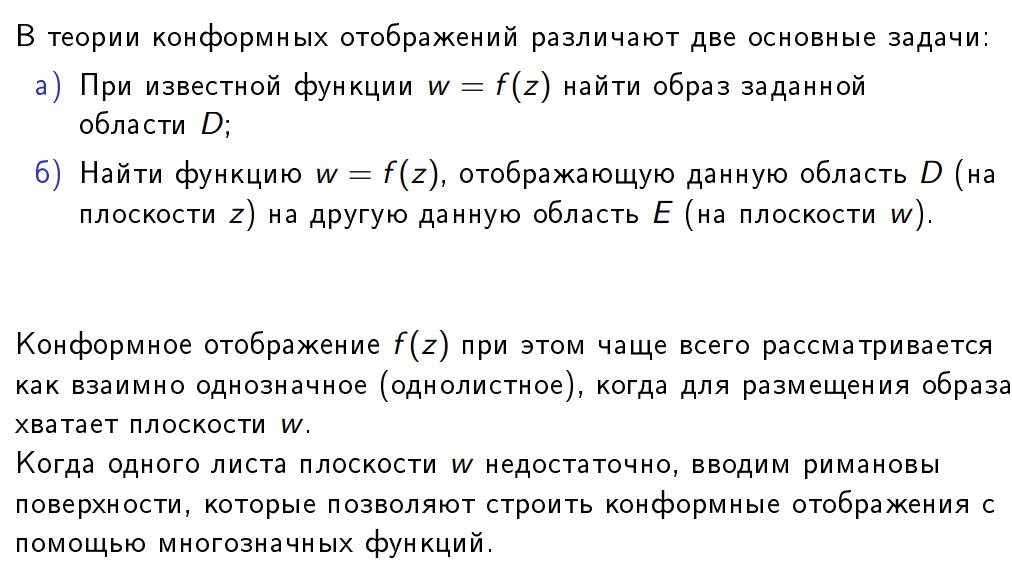 В теории конформных отображений различают две основные задачи:
а) При известной функции w = f(z) найти образ заданной
области D;
б) Найти функцию w = f(z), отображающую данную область D (на
плоскости z) на другую данную область E (на плоскости w).
Конформное отображение f(z) при этом чаще всего рассматривается
как взаимно однозначное (однолистное), когда для размещения образа
хватает плоскости w.
Когда одного листа плоскости w недостаточно, вводим римановы
поверхности, которые позволяют строить конформные отображения с
помощью многозначных функций.